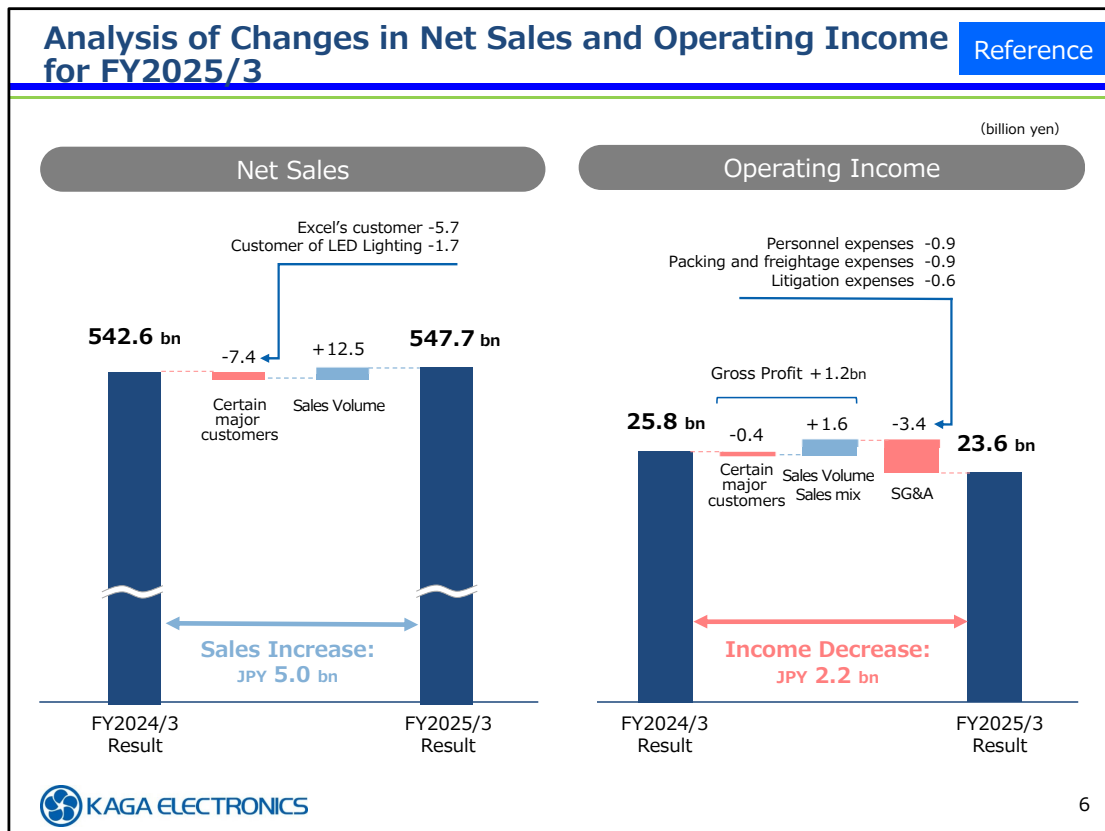 Analysis of Changes in Net Sales and Operating Income
for FY2025/3
Reference
(billion yen)
Net Sales
Excel's customer -5.7
Customer of LED Lighting -1.7
542.6 bn
-7.4
+12.5
547.7 bn
Certain
major
customers
Sales Volume
Sales Increase:
JPY 5.0 bn
FY2024/3
Result
FY2025/3
Result
Operating Income
Personnel expenses -0.9
Packing and freightage expenses -0.9
Litigation expenses -0.6
Gross Profit +1.2bn
25.8 bn
-0.4
+1.6
-3.4
23.6 bn
Certain
major
customers
Sales Volume
Sales mix
SG&A
Income Decrease:
JPY 2.2 bn
FY2024/3
Result
FY2025/3
Result
KAGA ELECTRONICS
6